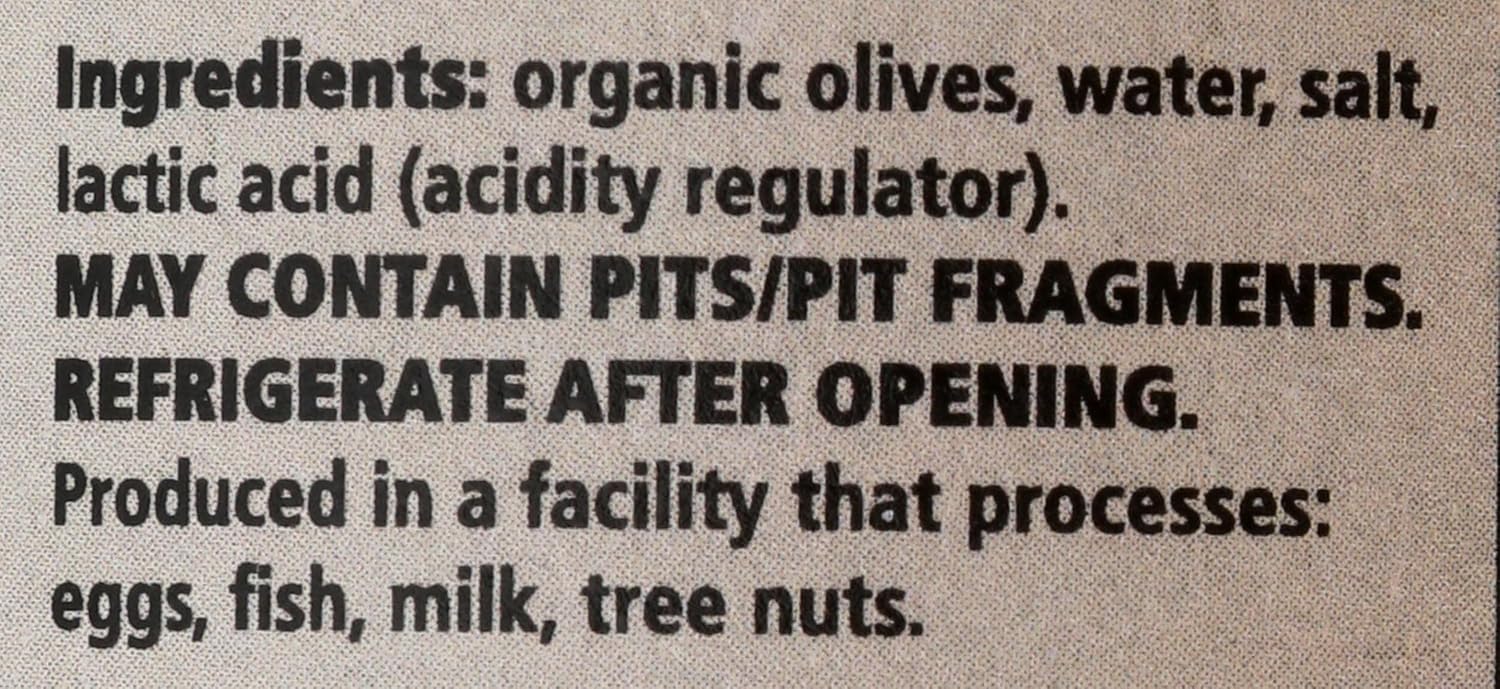 Ingredients: organic olives, water, salt,
lactic acid (acidity regulator).
MAY CONTAIN PITS/PIT FRAGMENTS.
REFRIGERATE AFTER OPENING.
Produced in a facility that processes:
eggs, fish, milk, tree nuts.